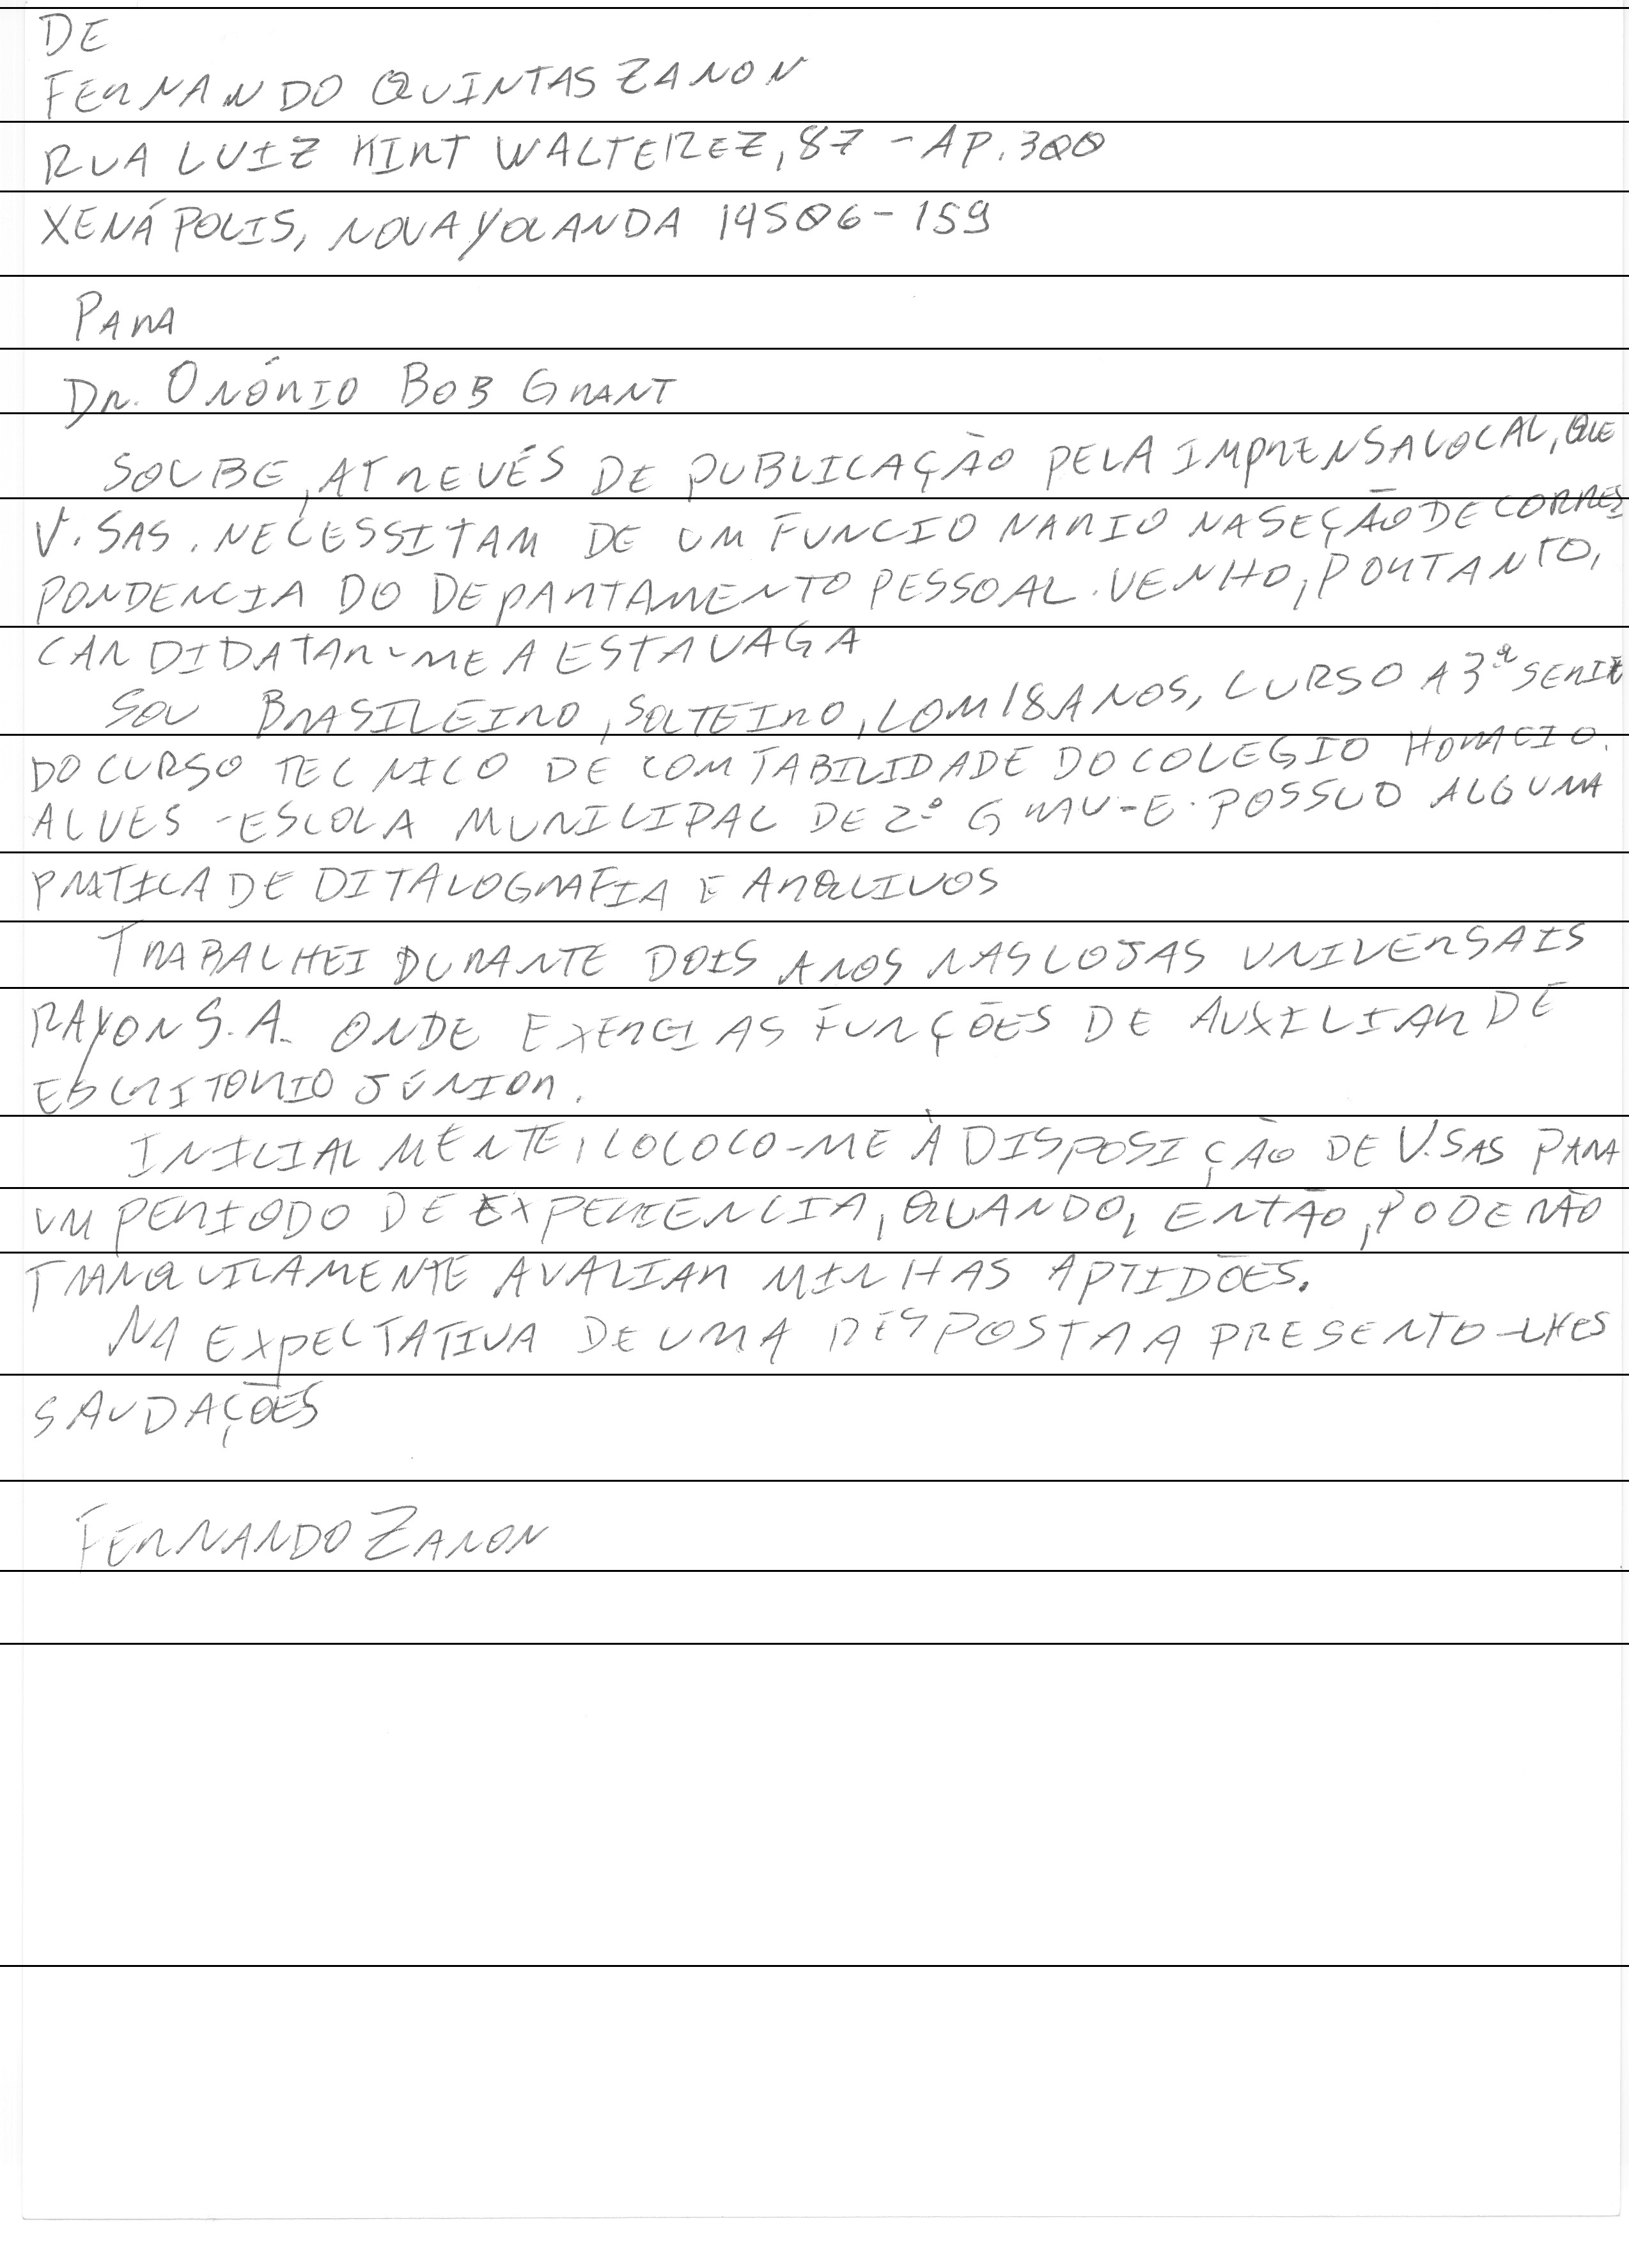 DE
FERNANDO QUINTAS ZANON
RUA LUIZ KINT WALTEREZ, 87 - AP. 300
XENÁPOLIS, NOVA YOLANDA 14506-159
PARA
DR. ONÓRIO BOB GRANT
SOUBE, ATREVÉS DE PUBLICAÇÃO PELA IMPRENSA LOCAL, QUE
V. SAS. NECESSITAM DE UM FUNCIONARIO NA SEÇÃO DE CORRES
PONDENCIA DO DEPARTAMENTO PESSOAL. VENHO, PORTANTO,
CANDIDATAR-ME A ESTA VAGA
SOU BRASILEIRO, SOLTEIRO, COM 18 ANOS, CURSO A 3ª SERIE
DO CURSO TECNICO DE COMTABILIDADE DO COLEGIO HORACIO.
ALVES - ESCOLA MUNICIPAL DE 2º GRAU - E. POSSUO ALGUMA
PRATICA DE DITALOGRAFIA E ARQUIVOS
TRABALHEI DURANTE DOIS ANOS NAS LOJAS UNIVERSAIS
RAYON S.A. ONDE EXERCI AS FUNÇÕES DE AUXILIAR DE
ESCRITORIO JÚNIOR.
INICIALMENTE, COLOCO-ME À DISPOSIÇÃO DE V.SAS PARA
UM PERIODO DE EXPERIENCIA, QUANDO, ENTÃO, PODERÃO
TRANQUILAMENTE AVALIAR MINHAS APTIDÕES.
NA EXPECTATIVA DE UMA RESPOSTA APRESENTO-LHES
SAUDAÇÕES
FERNANDO ZANON